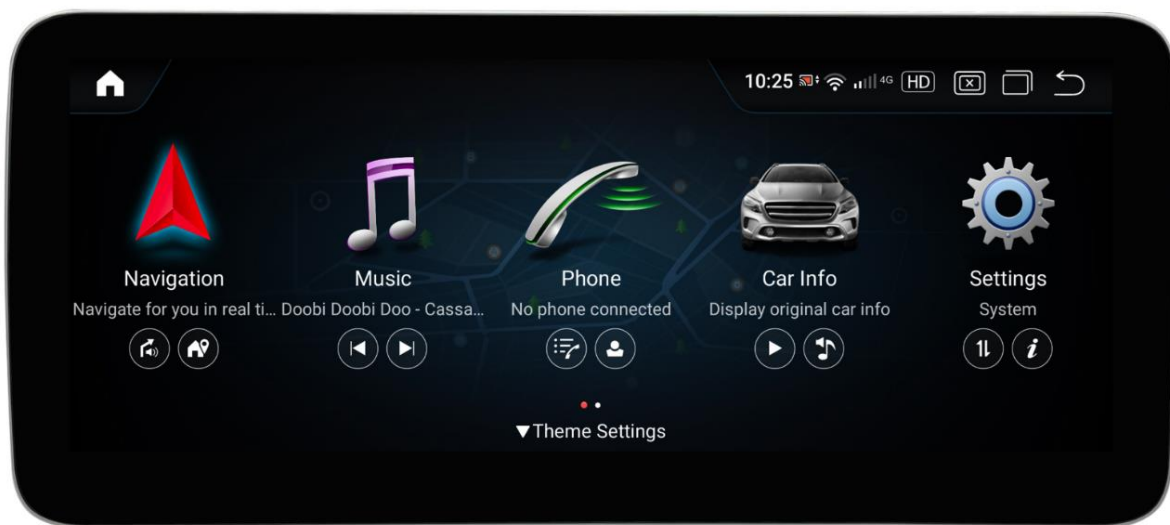 10:25 4G HD
Navigation
Navigate for you in real ti...
Music
Doobi Doobi Doo - Cassa...
Phone
No phone connected
Car Info
Display original car info
Settings
System
▼Theme Settings